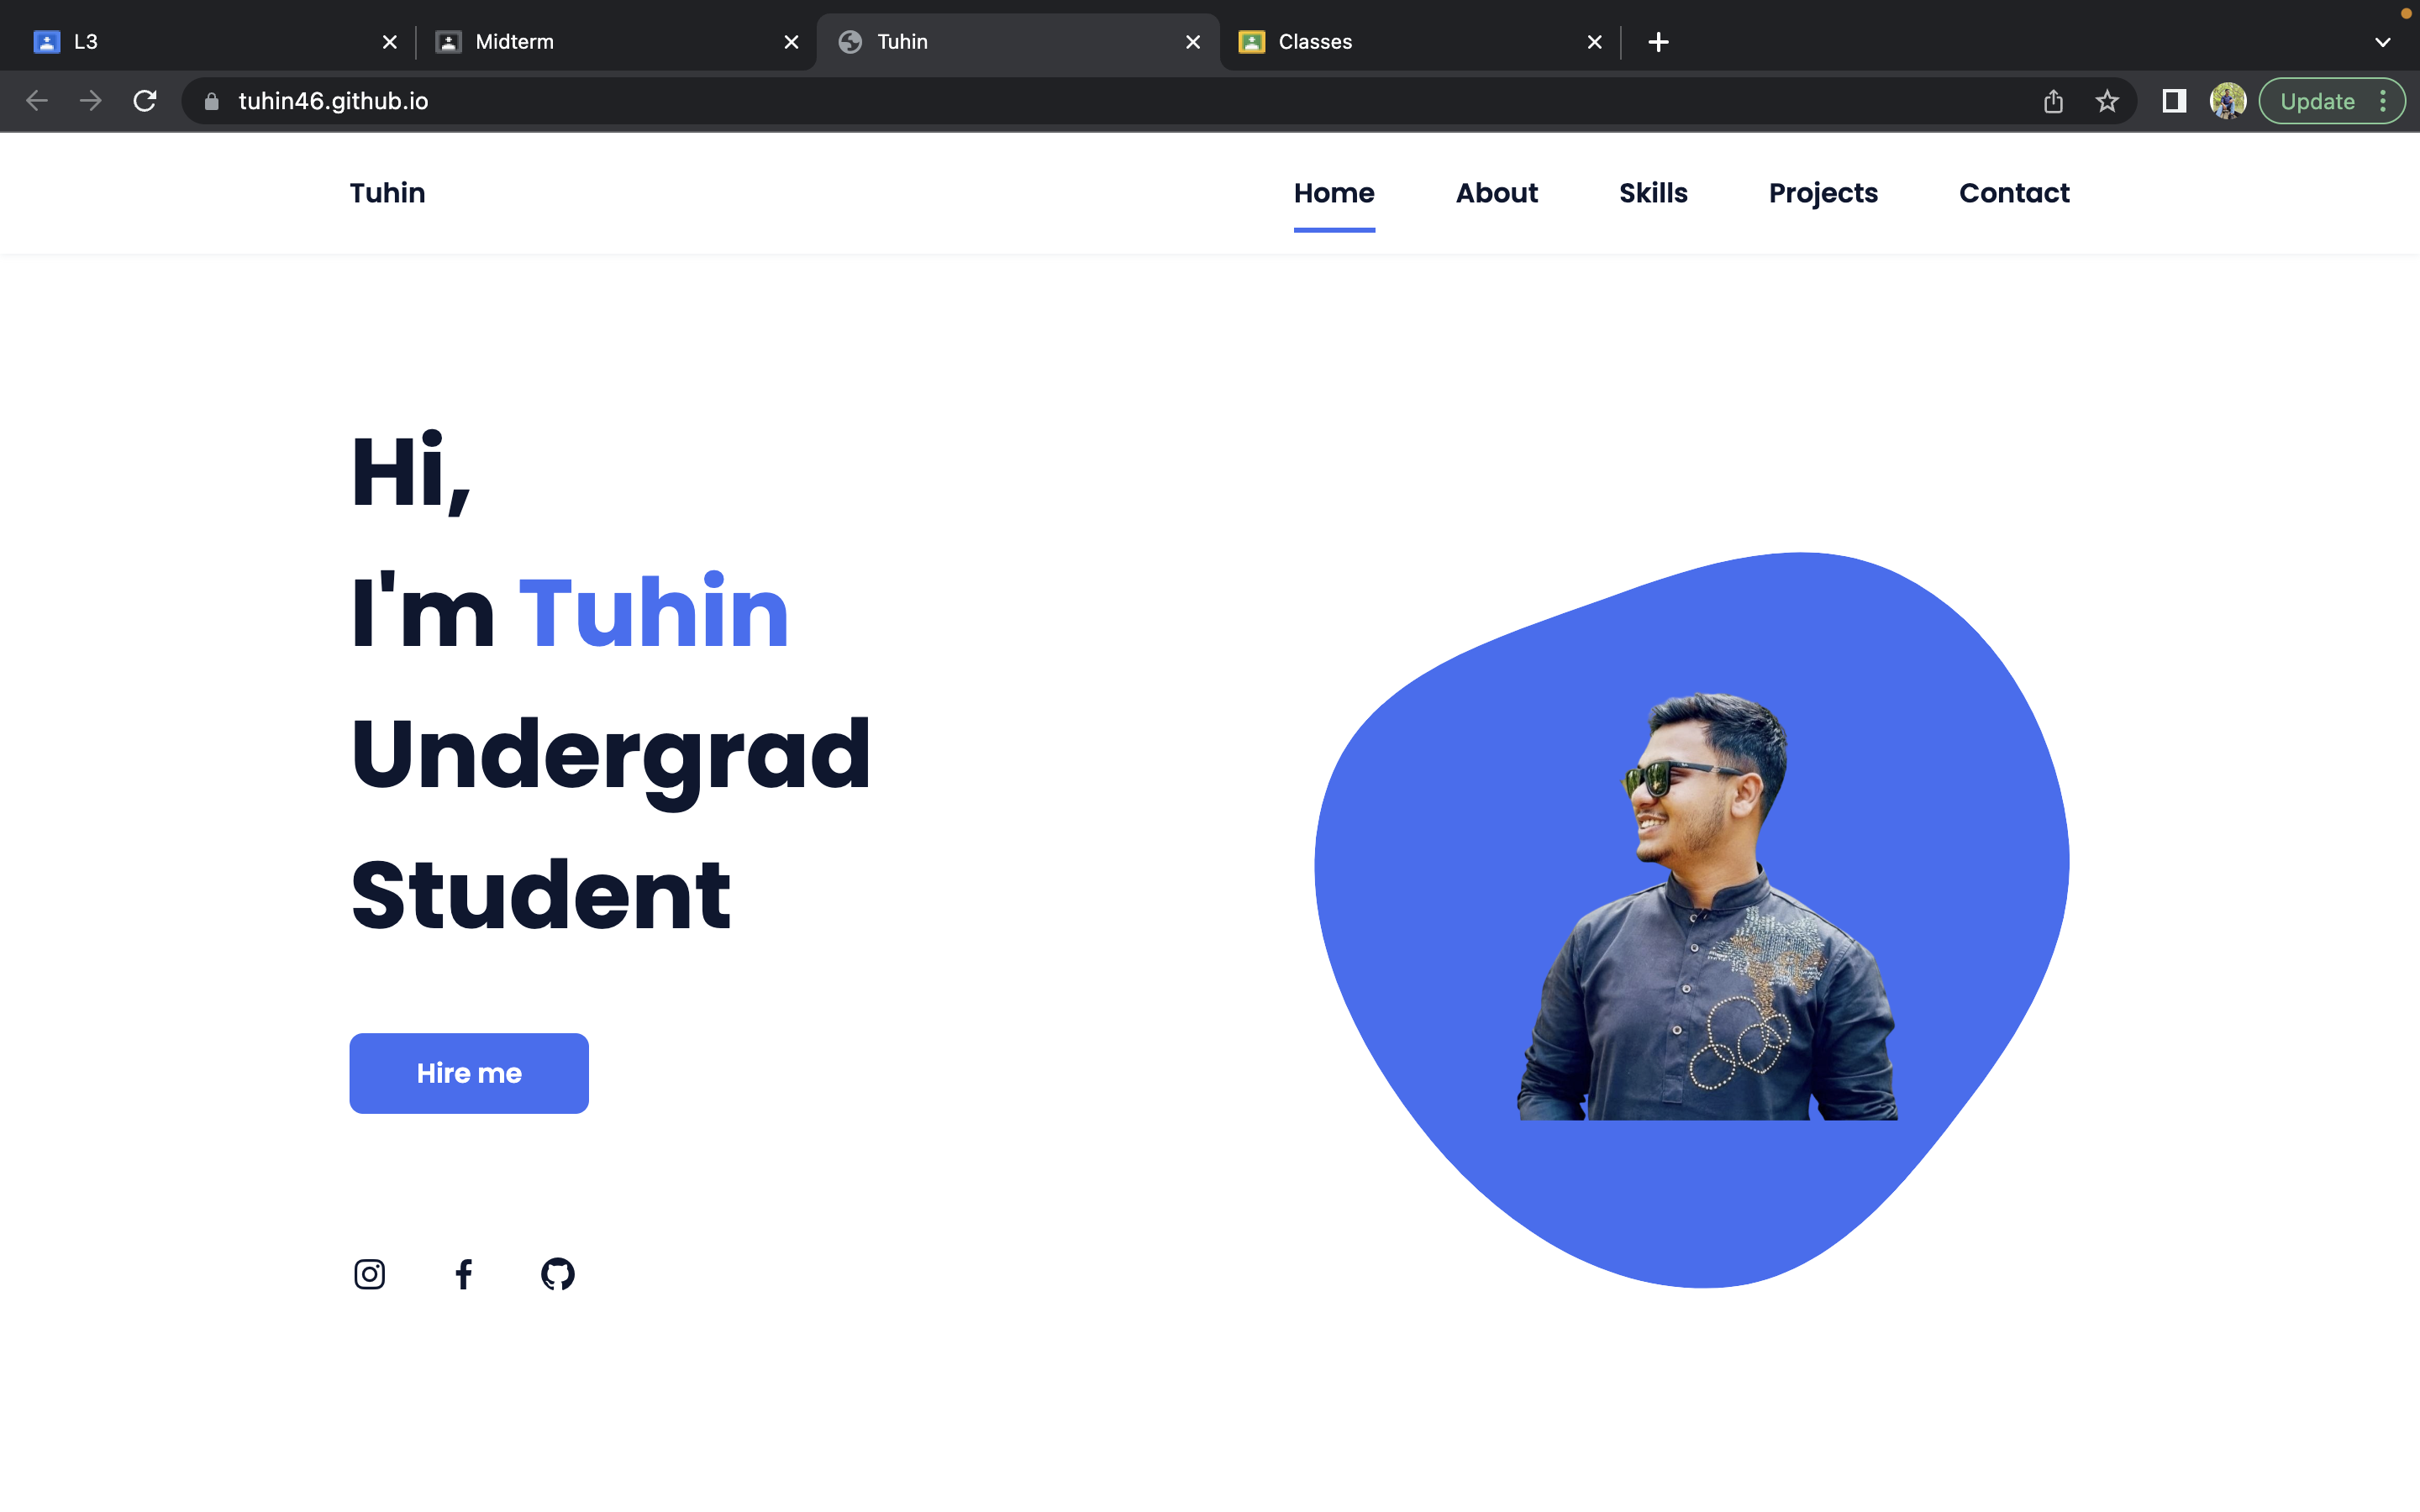 L3
Midterm
Tuhin
Classes
tuhin46.github.io
Update
Tuhin
Home
About
Skills
Projects
Contact
Hi,
I'm Tuhin
Undergrad
Student
Hire me